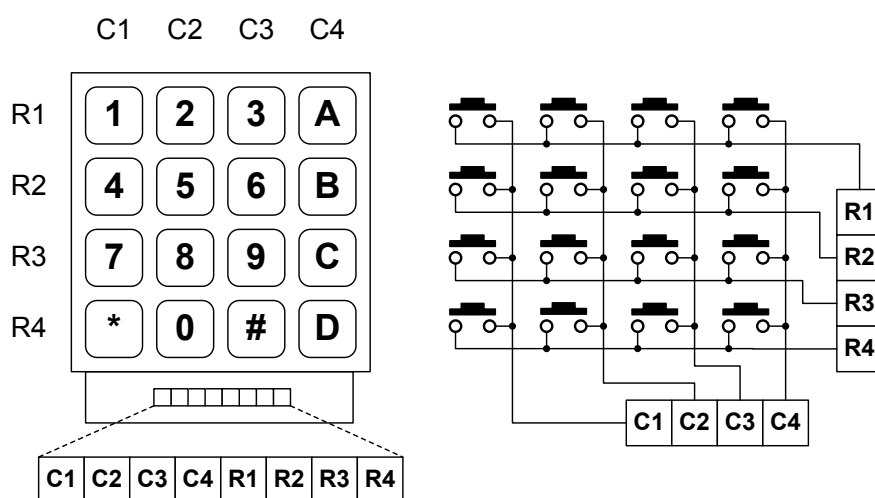 C1 C2 C3 C4
R1 1 2 3 A
R2 4 5 6 B
R3 7 8 9 C
R4 * 0 # D
C1 C2 C3 C4 R1 R2 R3 R4
R1
R2
R3
R4
C1 C2 C3 C4